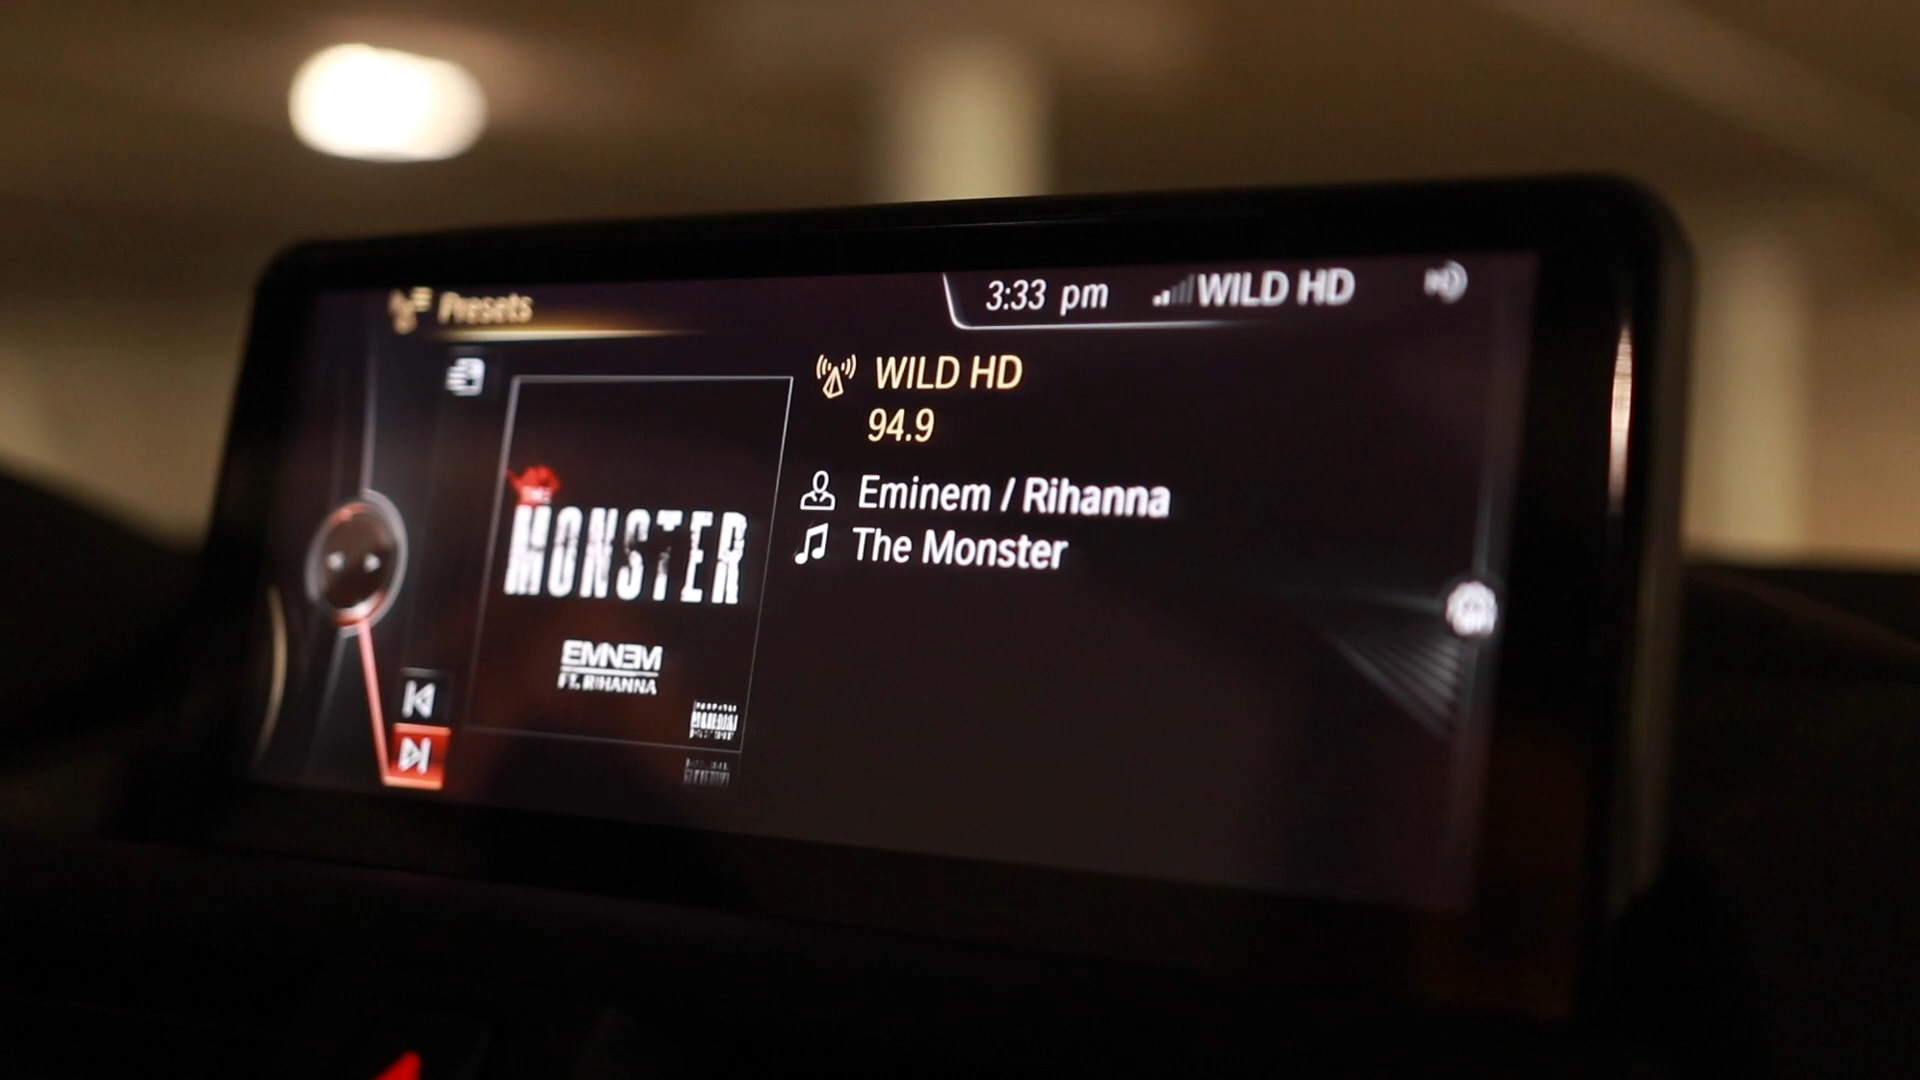 Presets
3:33 pm
WILD HD
WILD HD
94.9
Eminem / Rihanna
The Monster
THE
MONSTER
EMINEM
FT. RIHANNA